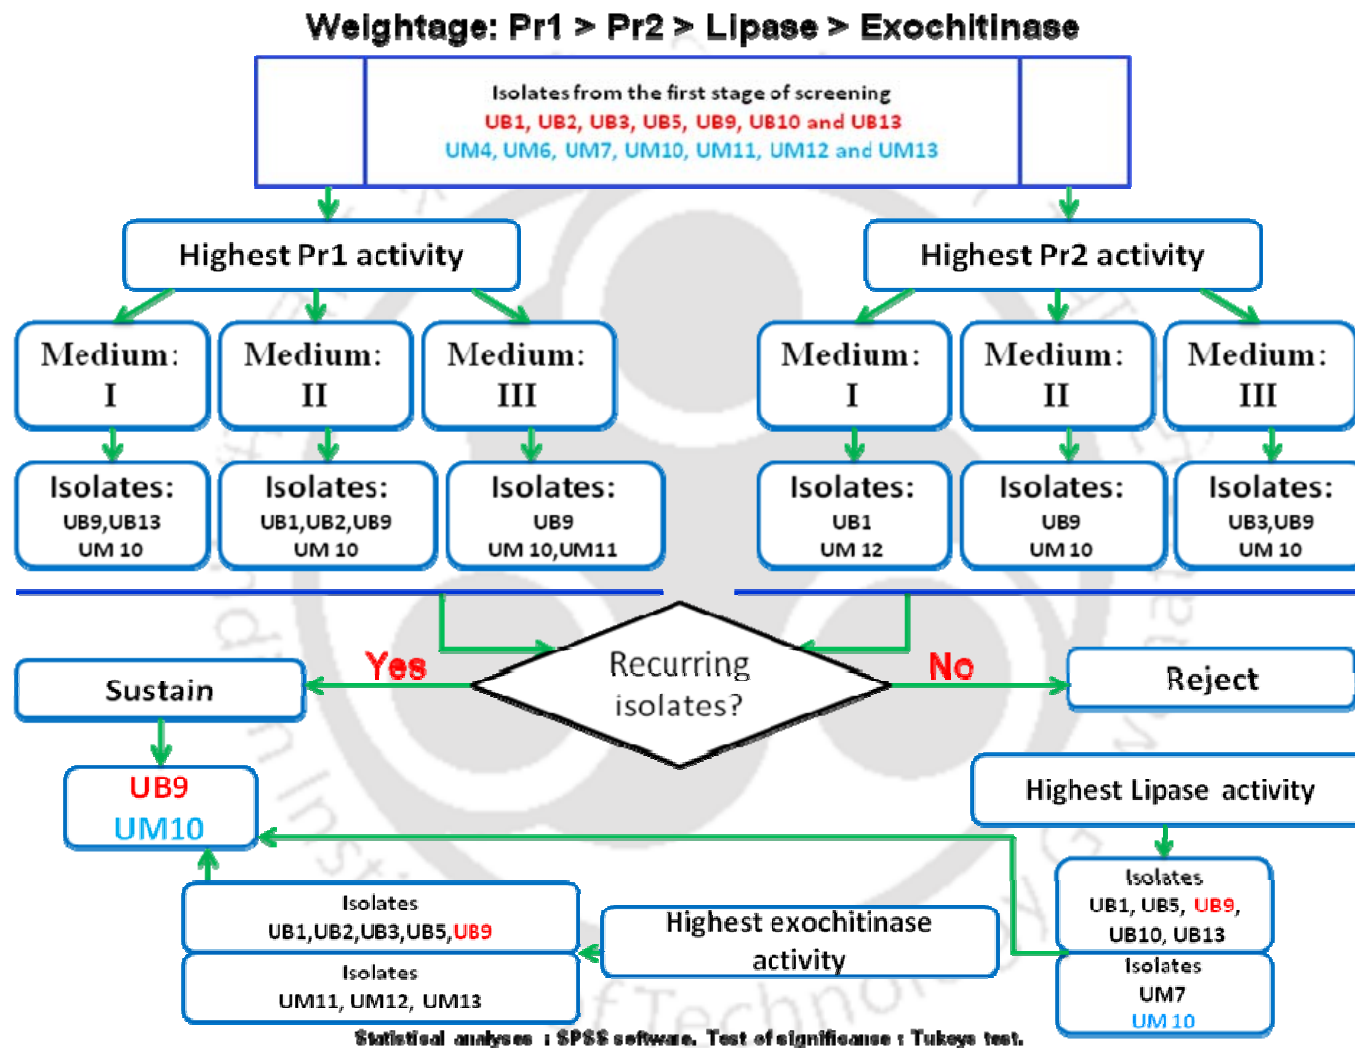 Weightage: Pr1 > Pr2 > Lipase > Exochitinase
Isolates from the first stage of screening
UB1, UB2, UB3, UB5, UB9, UB10 and UB13
UM4, UM6, UM7, UM10, UM11, UM12 and UM13
Highest Pr1 activity
Highest Pr2 activity
Medium:
I
Medium:
II
Medium:
III
Medium:
I
Medium:
II
Medium:
III
Isolates:
UB9,UB13
UM 10
Isolates:
UB1,UB2,UB9
UM 10
Isolates:
UB9
UM 10,UM11
Isolates:
UB1
UM 12
Isolates:
UB9
UM 10
Isolates:
UB3,UB9
UM 10
Recurring
isolates?
Yes
No
Sustain
Reject
UB9
UM10
Highest Lipase activity
Isolates
UB1, UB5, UB9,
UB10, UB13
Isolates
UM7
UM 10
Highest exochitinase
activity
Isolates
UB1,UB2,UB3,UB5,UB9
Isolates
UM11, UM12, UM13
Statistical analyses : SPSS software. Test of significanse : Tukeys test.